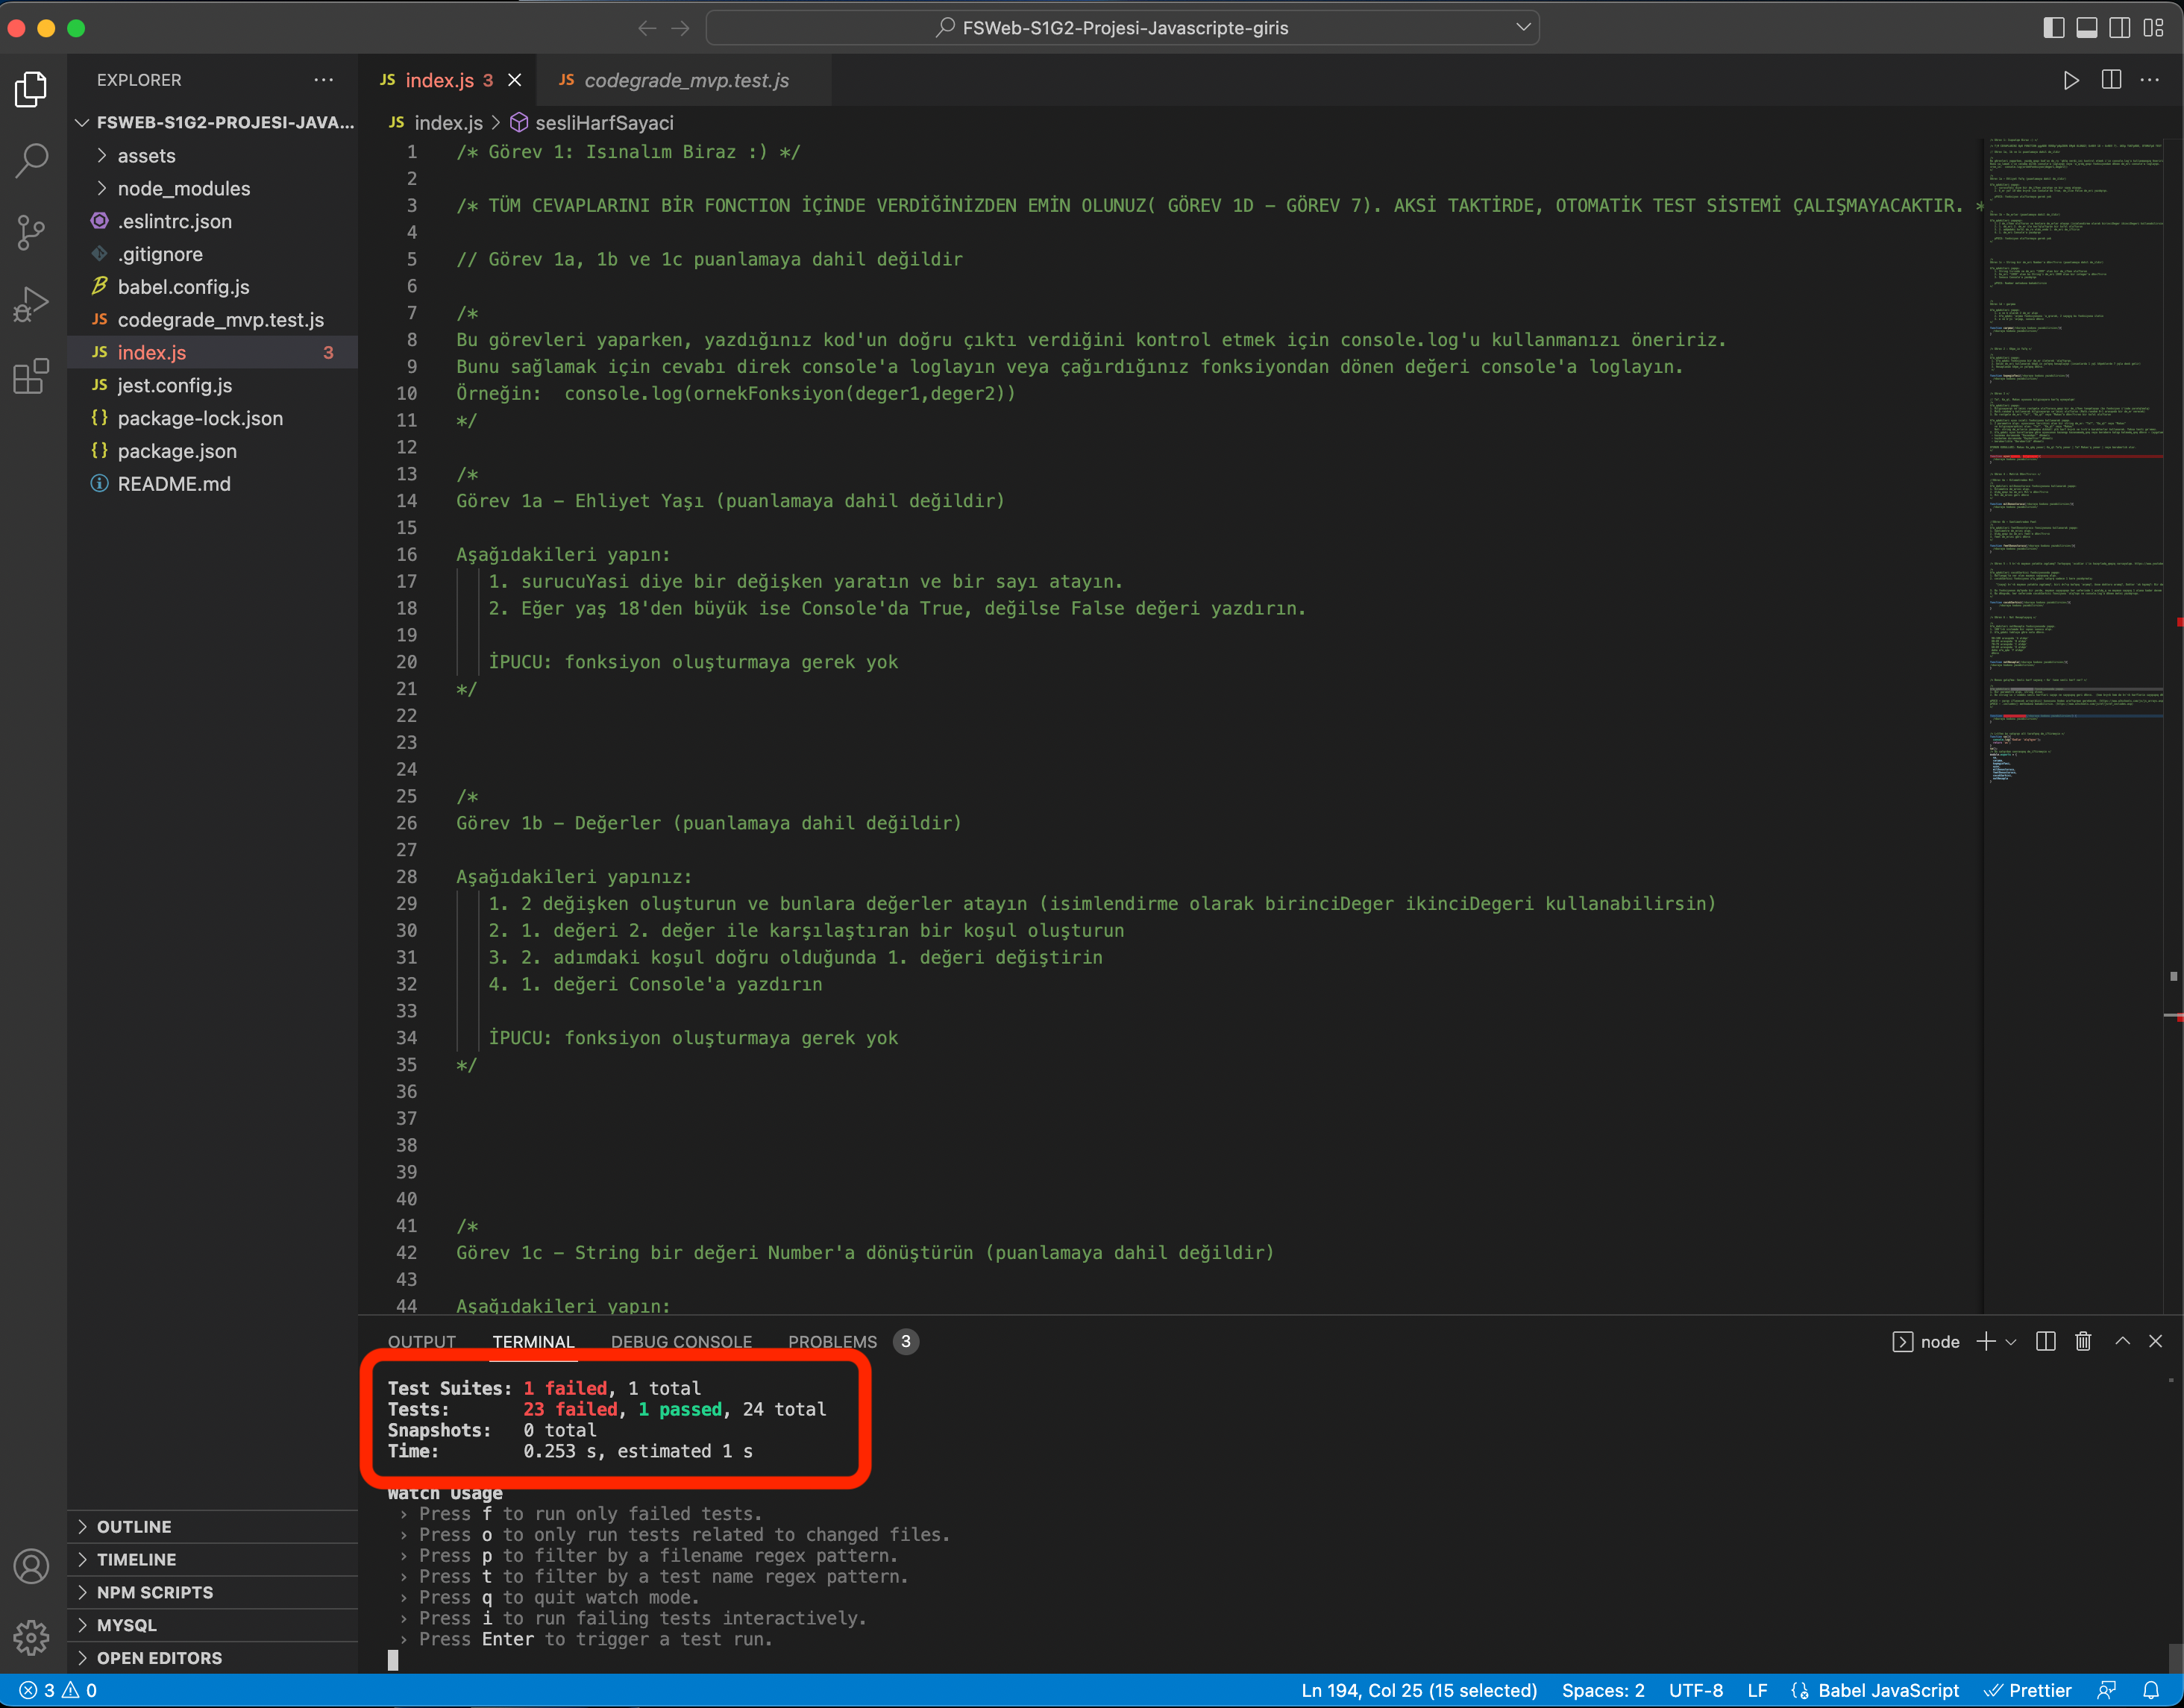 FSWeb-S1G2-Projesi-Javascripte-giris
EXPLORER
FSWEB-S1G2-PROJESI-JAVA...
assets
node_modules
.eslintrc.json
.gitignore
babel.config.js
JS codegrade_mvp.test.js
JS index.js 3
JS jest.config.js
{} package-lock.json
{} package.json
README.md
OUTLINE
TIMELINE
NPM SCRIPTS
MYSQL
OPEN EDITORS
JS index.js 3
JS codegrade_mvp.test.js
JS index.js > sesliHarfSayaci
1 /* Görev 1: Isınalım Biraz :) */
2
3 /* TÜM CEVAPLARINI BİR FONCTION İÇİNDE VERDİĞİNİZDEN EMİN OLUNUZ( GÖREV 1D – GÖREV 7). AKSİ TAKTİRDE, OTOMATİK TEST SİSTEMİ ÇALIŞMAYACAKTIR. *
4
5 // Görev 1a, 1b ve 1c puanlamaya dahil değildir
6
7 /*
8 Bu görevleri yaparken, yazdığınız kod'un doğru çıktı verdiğini kontrol etmek için console.log'u kullanmanızı öneririz.
9 Bunu sağlamak için cevabı direk console'a loglayın veya çağırdığınız fonksiyondan dönen değeri console'a loglayın.
10 Örneğin:  console.log(ornekFonksiyon(deger1,deger2))
11 */
12
13 /*
14 Görev 1a – Ehliyet Yaşı (puanlamaya dahil değildir)
15
16 Aşağıdakileri yapın:
17 1. surucuYasi diye bir değişken yaratın ve bir sayı atayın.
18 2. Eğer yaş 18'den büyük ise Console'da True, değilse False değeri yazdırın.
19
20 İPUCU: fonksiyon oluşturmaya gerek yok
21 */
22
23
24
25 /*
26 Görev 1b – Değerler (puanlamaya dahil değildir)
27
28 Aşağıdakileri yapınız:
29 1. 2 değişken oluşturun ve bunlara değerler atayın (isimlendirme olarak birinciDeger ikinciDegeri kullanabilirsin)
30 2. 1. değeri 2. değer ile karşılaştıran bir koşul oluşturun
31 3. 2. adımdaki koşul doğru olduğunda 1. değeri değiştirin
32 4. 1. değeri Console'a yazdırın
33
34 İPUCU: fonksiyon oluşturmaya gerek yok
35 */
36
37
38
39
40
41 /*
42 Görev 1c – String bir değeri Number'a dönüştürün (puanlamaya dahil değildir)
43
44 Aşağıdakileri yapın:
OUTPUT TERMINAL DEBUG CONSOLE PROBLEMS 3
node
Test Suites: 1 failed, 1 total
Tests: 23 failed, 1 passed, 24 total
Snapshots: 0 total
Time: 0.253 s, estimated 1 s
Watch Usage
› Press f to run only failed tests.
› Press o to only run tests related to changed files.
› Press p to filter by a filename regex pattern.
› Press t to filter by a test name regex pattern.
› Press q to quit watch mode.
› Press i to run failing tests interactively.
› Press Enter to trigger a test run.
3 0
Ln 194, Col 25 (15 selected) Spaces: 2 UTF-8 LF Babel JavaScript Prettier